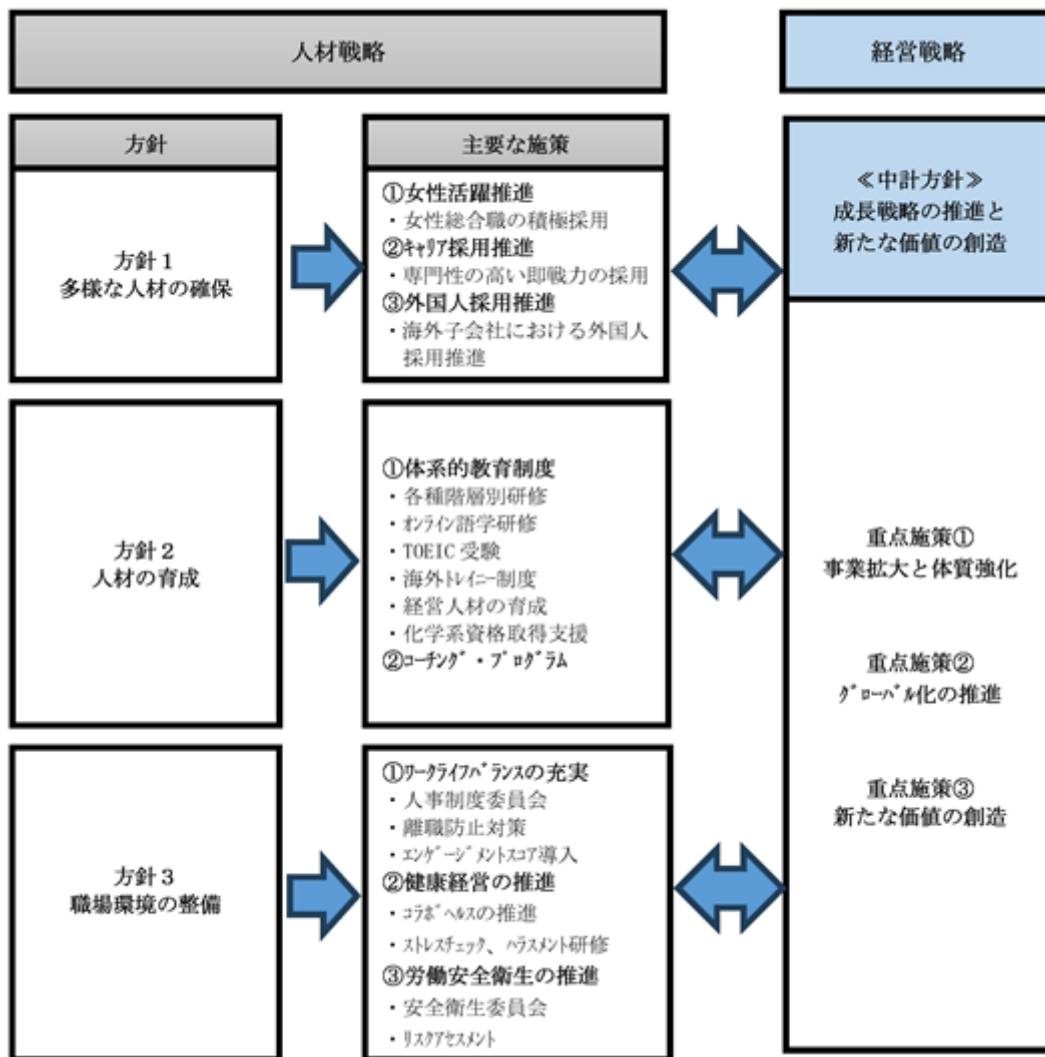 人材戦略
経営戦略
方針
主要な施策
方針1
多様な人材の確保
①女性活躍推進
・女性総合職の積極採用
②ｷｬﾘｱ採用推進
・専門性の高い即戦力の採用
③外国人採用推進
・海外子会社における外国人
採用推進
方針2
人材の育成
①体系的教育制度
・各種階層別研修
・ｵﾝﾗｲﾝ語学研修
・TOEIC 受験
・海外ﾄﾚｲﾆｰ制度
・経営人材の育成
・化学系資格取得支援
②ｺｰﾁﾝｸﾞ・ﾌﾟﾛｸﾞﾗﾑ
方針3
職場環境の整備
①ﾜｰｸﾗｲﾌﾊﾞﾗﾝｽの充実
・人事制度委員会
・離職防止対策
・ｴﾝｹﾞｰｼﾞﾒﾝﾄｽｺｱ導入
②健康経営の推進
・ｺﾗﾎﾞﾍﾙｽの推進
・ｽﾄﾚｽﾁｪｯｸ、ﾊﾗｽﾒﾝﾄ研修
③労働安全衛生の推進
・安全衛生委員会
・ﾘｽｸｱｾｽﾒﾝﾄ
≪中計方針≫
成長戦略の推進と
新たな価値の創造
重点施策①
事業拡大と体質強化
重点施策②
ｸﾞﾛｰﾊﾞﾙ化の推進
重点施策③
新たな価値の創造